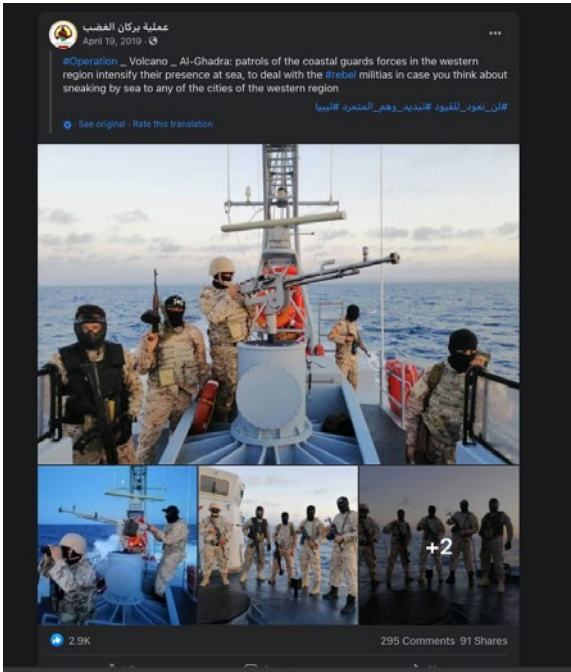 عملية بركان الغضب
April 19, 2019 ·
#Operation _ Volcano _ Al-Ghadra: patrols of the coastal guards forces in the western
region intensify their presence at sea, to deal with the #rebel militias in case you think about
sneaking by sea to any of the cities of the western region
#لن_نعود_للقيود #تبديد_وهم_المتمرد #ليبيا
· See original · Rate this translation
+2
2.9K
295 Comments 91 Shares